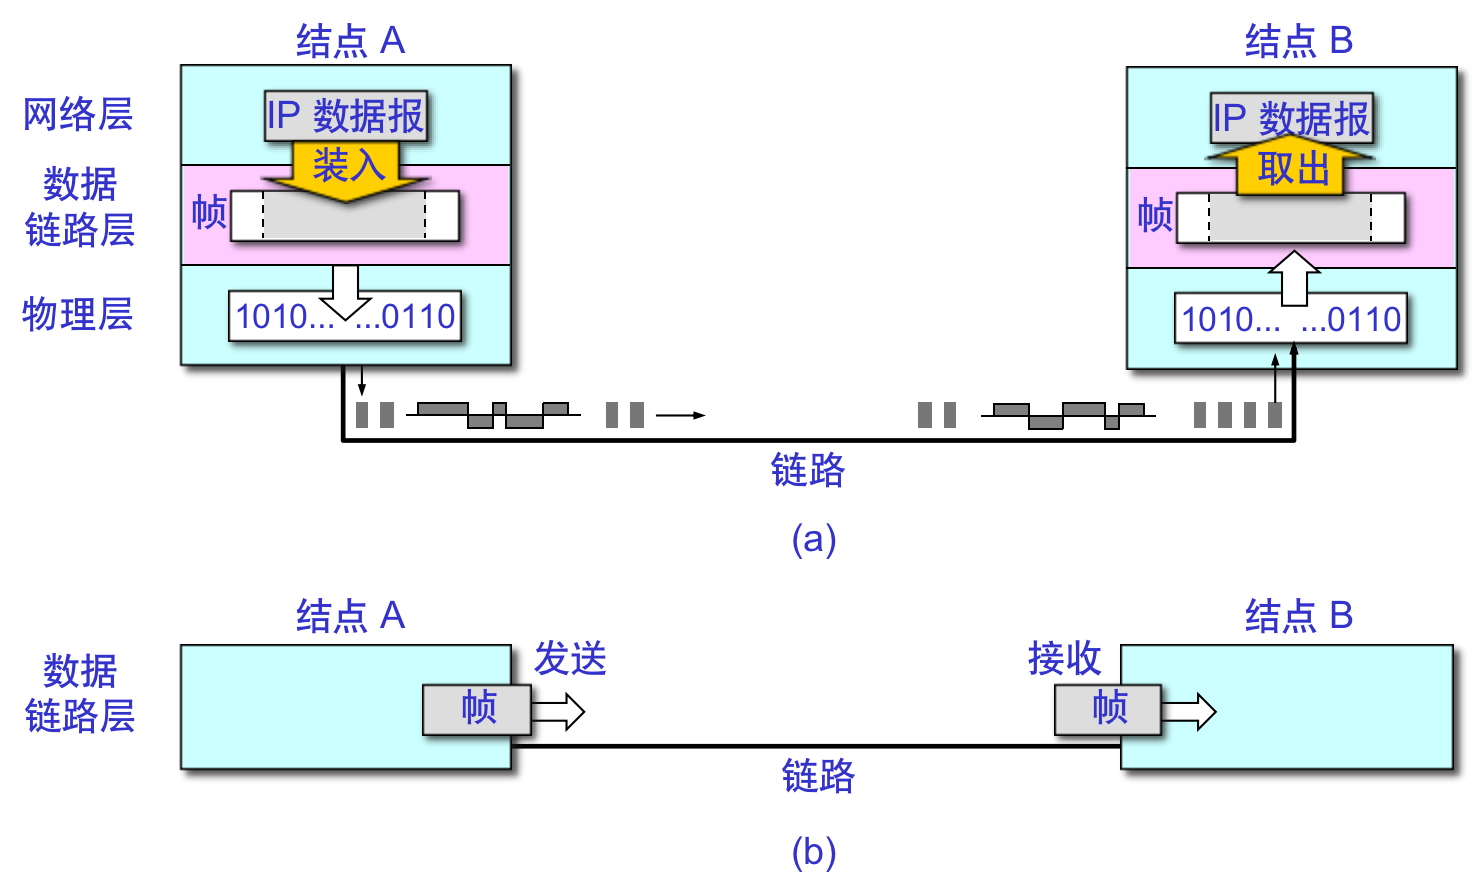 结点 A
结点 B
网络层
IP 数据报
IP 数据报
装入
取出
数据
链路层
帧
帧
物理层
1010... ...0110
1010... ...0110
链路
(a)
结点 A
结点 B
数据
链路层
发送
接收
帧
帧
链路
(b)